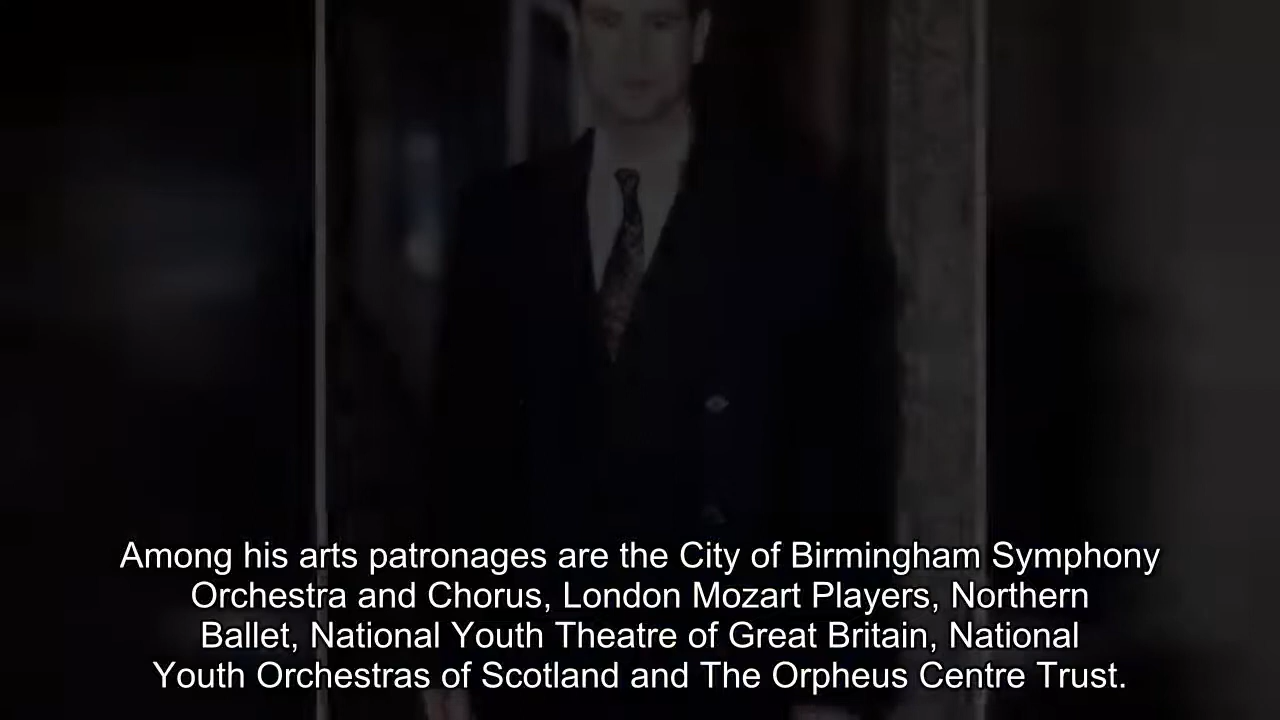 Among his arts patronages are the City of Birmingham Symphony
Orchestra and Chorus, London Mozart Players, Northern
Ballet, National Youth Theatre of Great Britain, National
Youth Orchestras of Scotland and The Orpheus Centre Trust.